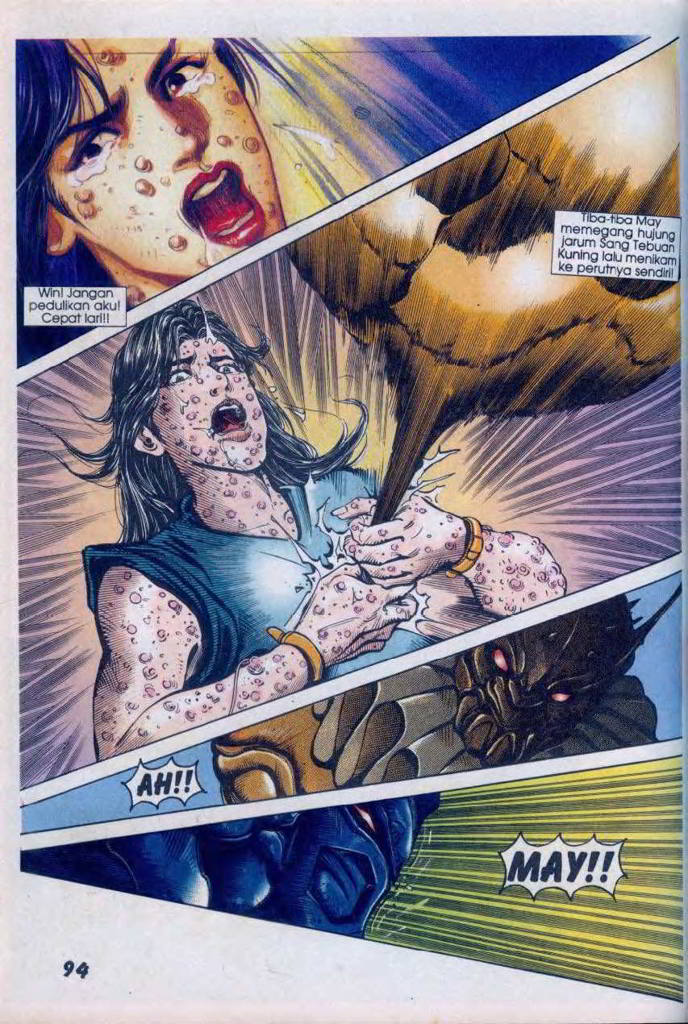 Win! Jangan
pedulikan aku!
Cepat lari!!!
Tiba-tiba May
memegang hujung
jarum Sang Tebuan
Kuning lalu menikam
ke perutnya sendiri!
AH!!
MAY!!
94